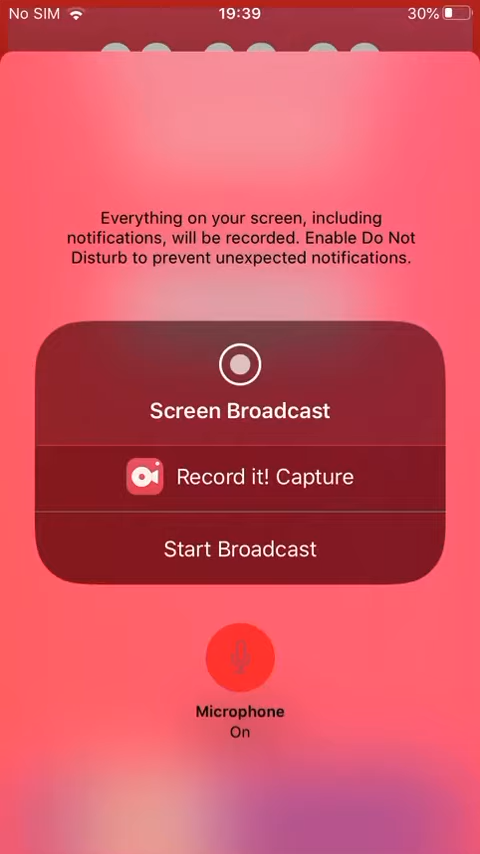 No SIM 19:39 30%
Everything on your screen, including
notifications, will be recorded. Enable Do Not
Disturb to prevent unexpected notifications.
Screen Broadcast
Record it! Capture
Start Broadcast
Microphone
On